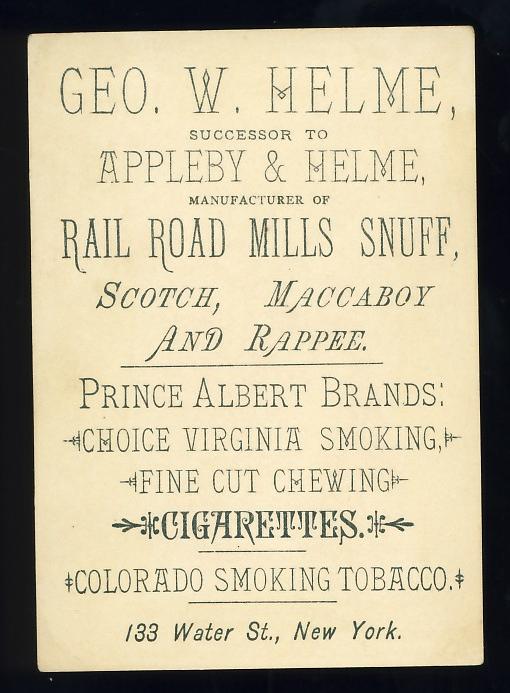 GEO. W. HELME,
SUCCESSOR TO
APPLEBY & HELME,
MANUFACTURER OF
RAIL ROAD MILLS SNUFF,
SCOTCH, MACCABOY
AND RAPPEE.
PRINCE ALBERT BRANDS:
CHOICE VIRGINIA SMOKING,
FINE CUT CHEWING
CIGARETTES.
COLORADO SMOKING TOBACCO.
133 Water St., New York.